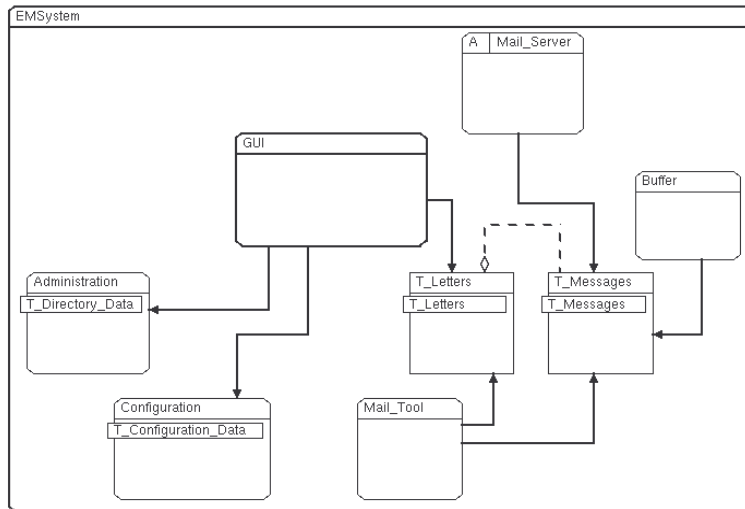 EMSystem
A Mail_Server
GUI
Buffer
Administration
T_Directory_Data
T_Letters
T_Letters
T_Messages
T_Messages
Configuration
T_Configuration_Data
Mail_Tool